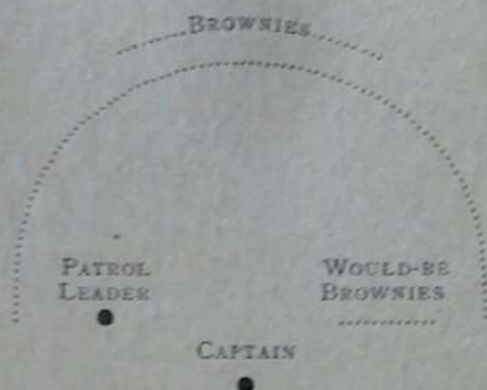 BROWNIES
PATROL
LEADER
WOULD-BE
BROWNIES
CAPTAIN